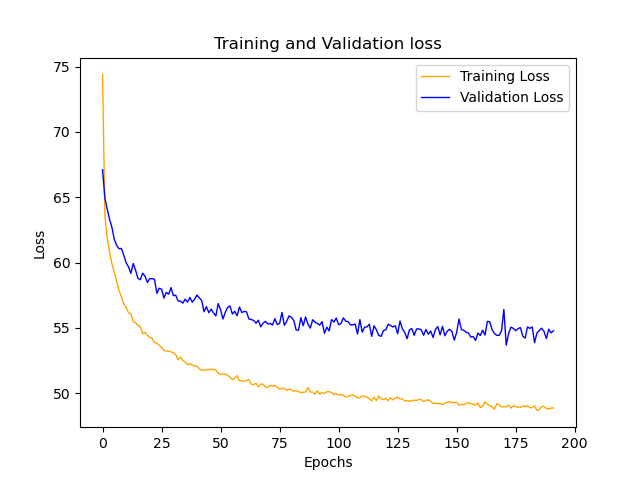 Training and Validation loss
Training Loss
Validation Loss
Loss
75
70
65
60
55
50
0 25 50 75 100 125 150 175 200
Epochs